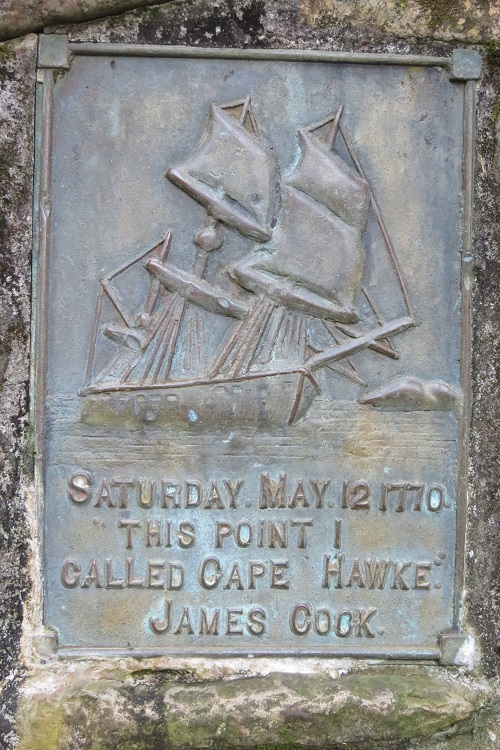 SATURDAY. MAY. 12 1770.
"THIS POINT I
CALLED CAPE HAWKE."
JAMES COOK.